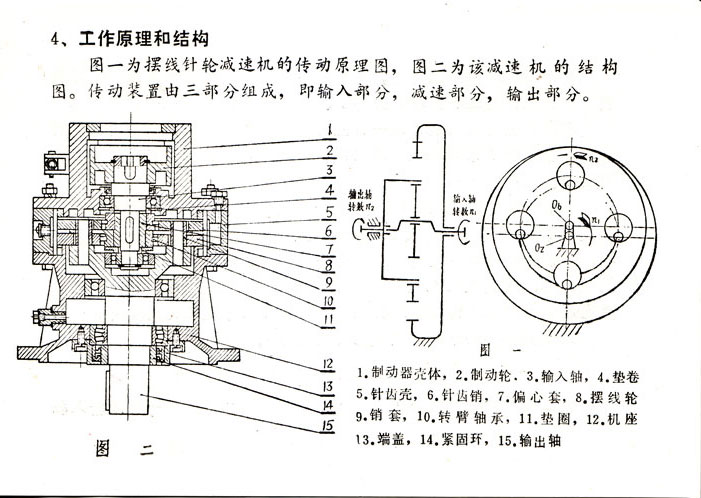 4、工作原理和结构
图一为摆线针轮减速机的传动原理图，图二为该减速机的结构
图。传动装置由三部分组成，即输入部分，减速部分，输出部分。
1
2
3
4
5
6
7
8
9
10
11
12
13
14
15
图 二
输出轴
转数n₂
输入轴
转数n₁
n₂
O_b
n₁
O_z
图 一
1.制动器壳体，2.制动轮．3.输入轴，4.垫卷
5.针齿壳，6.针齿销，7.偏心套，8.摆线轮
9.销套，10.转臂轴承，11.垫圈，12.机座
13.端盖，14.紧固环，15.输出轴